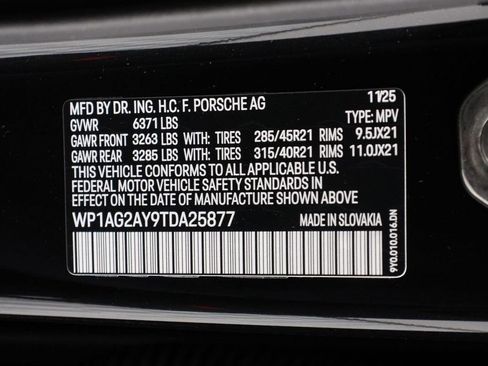 MFD BY DR. ING. H.C. F. PORSCHE AG 11/25
GVWR 6371 LBS TYPE: MPV
GAWR FRONT 3263 LBS WITH: TIRES 285/45R21 RIMS 9.5JX21
GAWR REAR 3285 LBS WITH: TIRES 315/40R21 RIMS 11.0JX21
THIS VEHICLE CONFORMS TO ALL APPLICABLE U.S.
FEDERAL MOTOR VEHICLE SAFETY STANDARDS IN
EFFECT ON THE DATE OF MANUFACTURE SHOWN ABOVE
WP1AG2AY9TDA25877 MADE IN SLOVAKIA
9Y0.010.016.DN